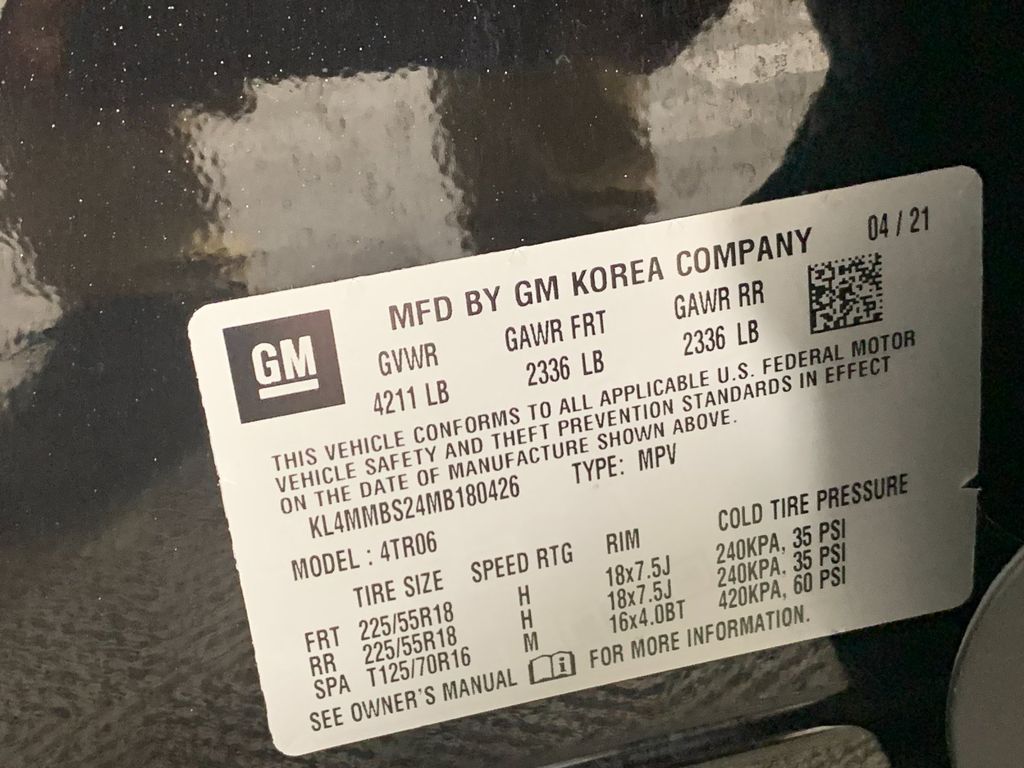 04 / 21
MFD BY GM KOREA COMPANY
GM
GVWR GAWR FRT GAWR RR
4211 LB 2336 LB 2336 LB
THIS VEHICLE CONFORMS TO ALL APPLICABLE U.S. FEDERAL MOTOR
VEHICLE SAFETY AND THEFT PREVENTION STANDARDS IN EFFECT
ON THE DATE OF MANUFACTURE SHOWN ABOVE.
KL4MMBS24MB180426 TYPE: MPV
MODEL : 4TR06
TIRE SIZE SPEED RTG RIM COLD TIRE PRESSURE
FRT 225/55R18 H 18x7.5J 240KPA, 35 PSI
RR 225/55R18 H 18x7.5J 240KPA, 35 PSI
SPA T125/70R16 M 16x4.0BT 420KPA, 60 PSI
SEE OWNER'S MANUAL i FOR MORE INFORMATION.